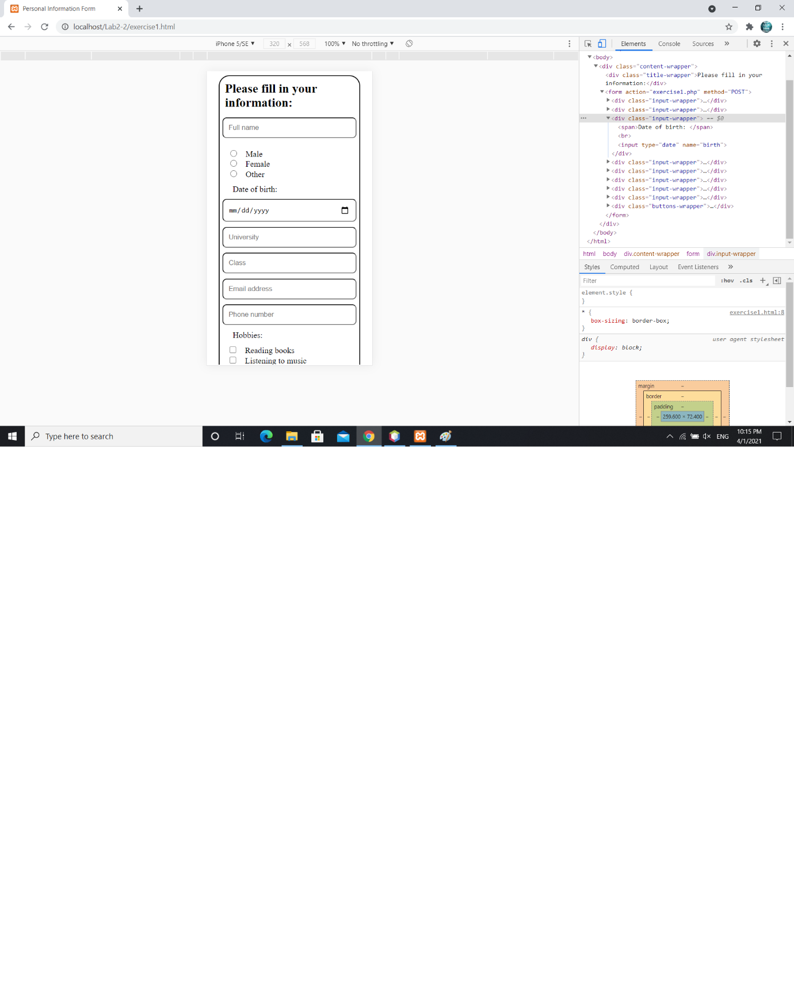 Personal Information Form
localhost/Lab2-2/exercise1.html
iPhone 5/SE ▼ 320 x 568 100% ▼ No throttling ▼
Please fill in your
information:
Full name
Male
Female
Other
Date of birth:
mm/dd/yyyy
University
Class
Email address
Phone number
Hobbies:
Reading books
Listening to music
Elements Console Sources »
▼<body>
▼<div class="content-wrapper">
<div class="title-wrapper">Please fill in your
information:</div>
▼<form action="exercise1.php" method="POST">
▶<div class="input-wrapper">…</div>
▶<div class="input-wrapper">…</div>
▼<div class="input-wrapper"> == $0
<span>Date of birth: </span>
<br>
<input type="date" name="birth">
</div>
▶<div class="input-wrapper">…</div>
▶<div class="input-wrapper">…</div>
▶<div class="input-wrapper">…</div>
▶<div class="input-wrapper">…</div>
▶<div class="input-wrapper">…</div>
▶<div class="buttons-wrapper">…</div>
</form>
</div>
</body>
</html>
html body div.content-wrapper form div.input-wrapper
Styles Computed Layout Event Listeners »
Filter :hov .cls +
element.style {
}
* { exercise1.html:8
box-sizing: border-box;
}
div { user agent stylesheet
display: block;
}
margin –
border –
padding –
– – – 259.600 × 72.400 – – –
Type here to search
ENG
10:15 PM
4/1/2021